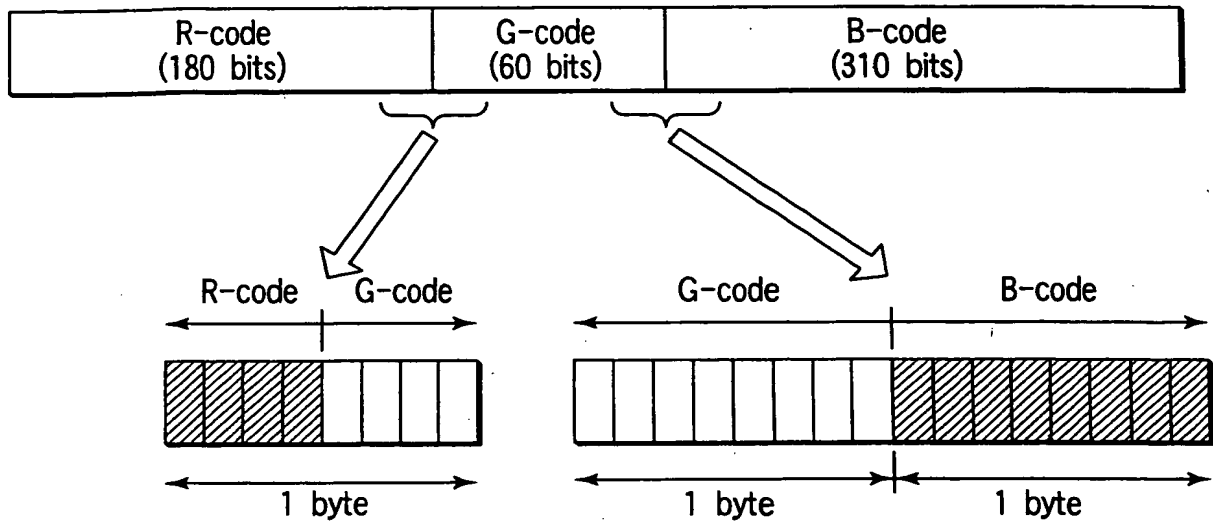 R-code
(180 bits)
G-code
(60 bits)
B-code
(310 bits)
R-code G-code
G-code B-code
1 byte
1 byte 1 byte